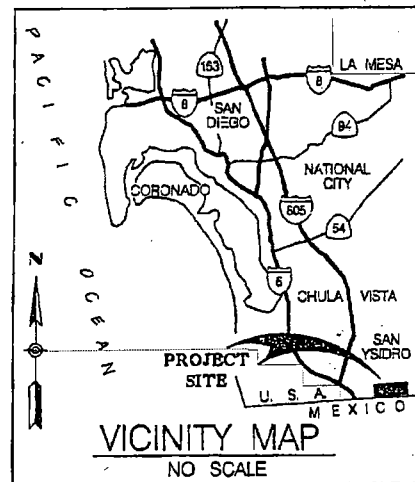 PACIFIC OCEAN
163
LA MESA
8
8
SAN
DIEGO
94
NATIONAL
CITY
CORONADO
805
54
5
CHULA VISTA
N
SAN
YSIDRO
PROJECT
SITE
U. S. A.
MEXICO
VICINITY MAP
NO SCALE